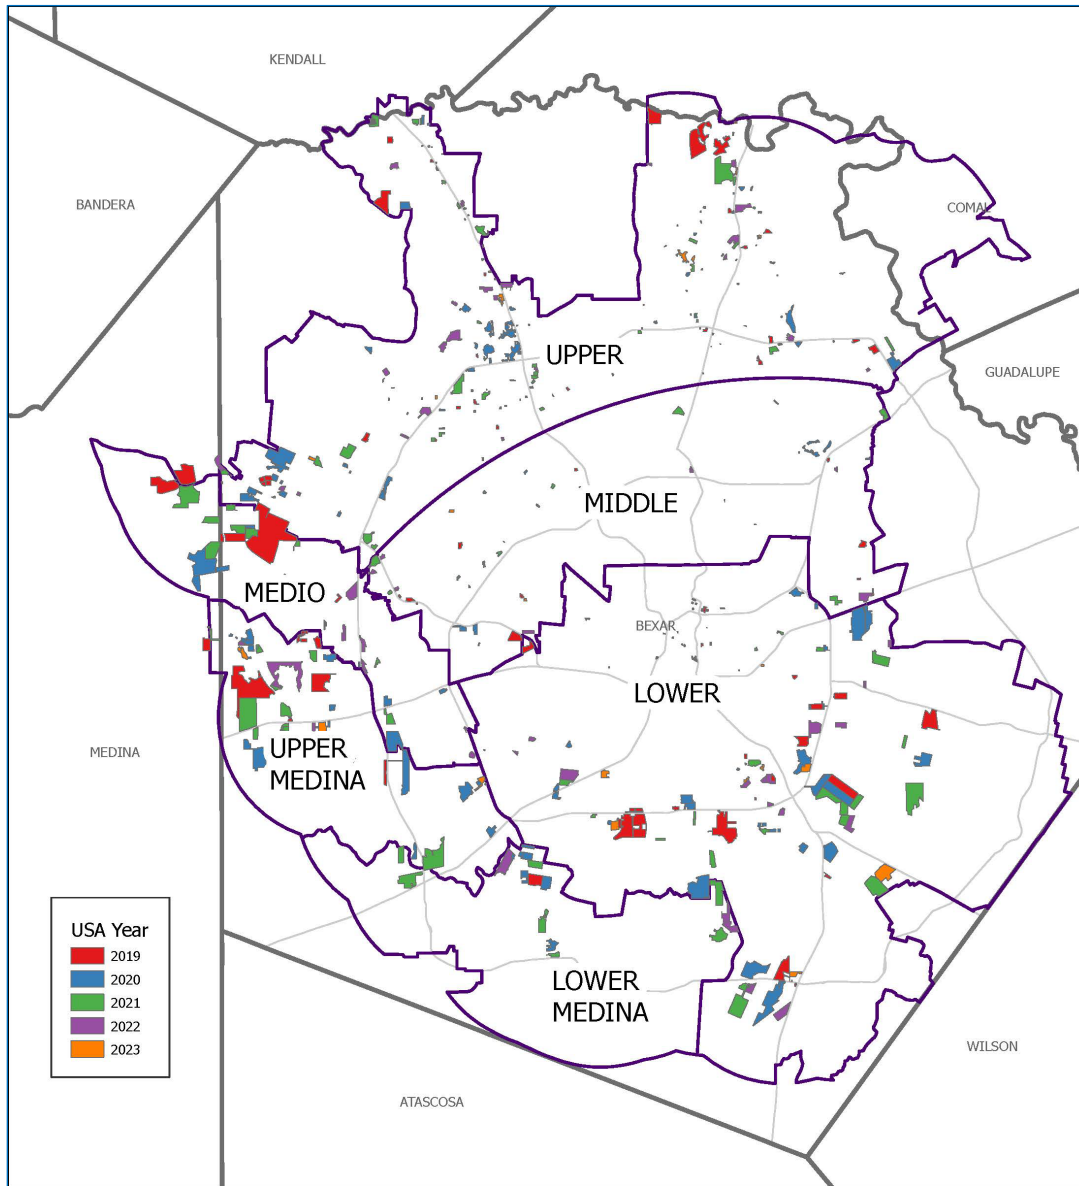 KENDALL
BANDERA
COMAL
UPPER
GUADALUPE
MIDDLE
MEDIO
BEXAR
LOWER
MEDINA
UPPER
MEDINA
USA Year
2019
2020
2021
2022
2023
LOWER
MEDINA
WILSON
ATASCOSA